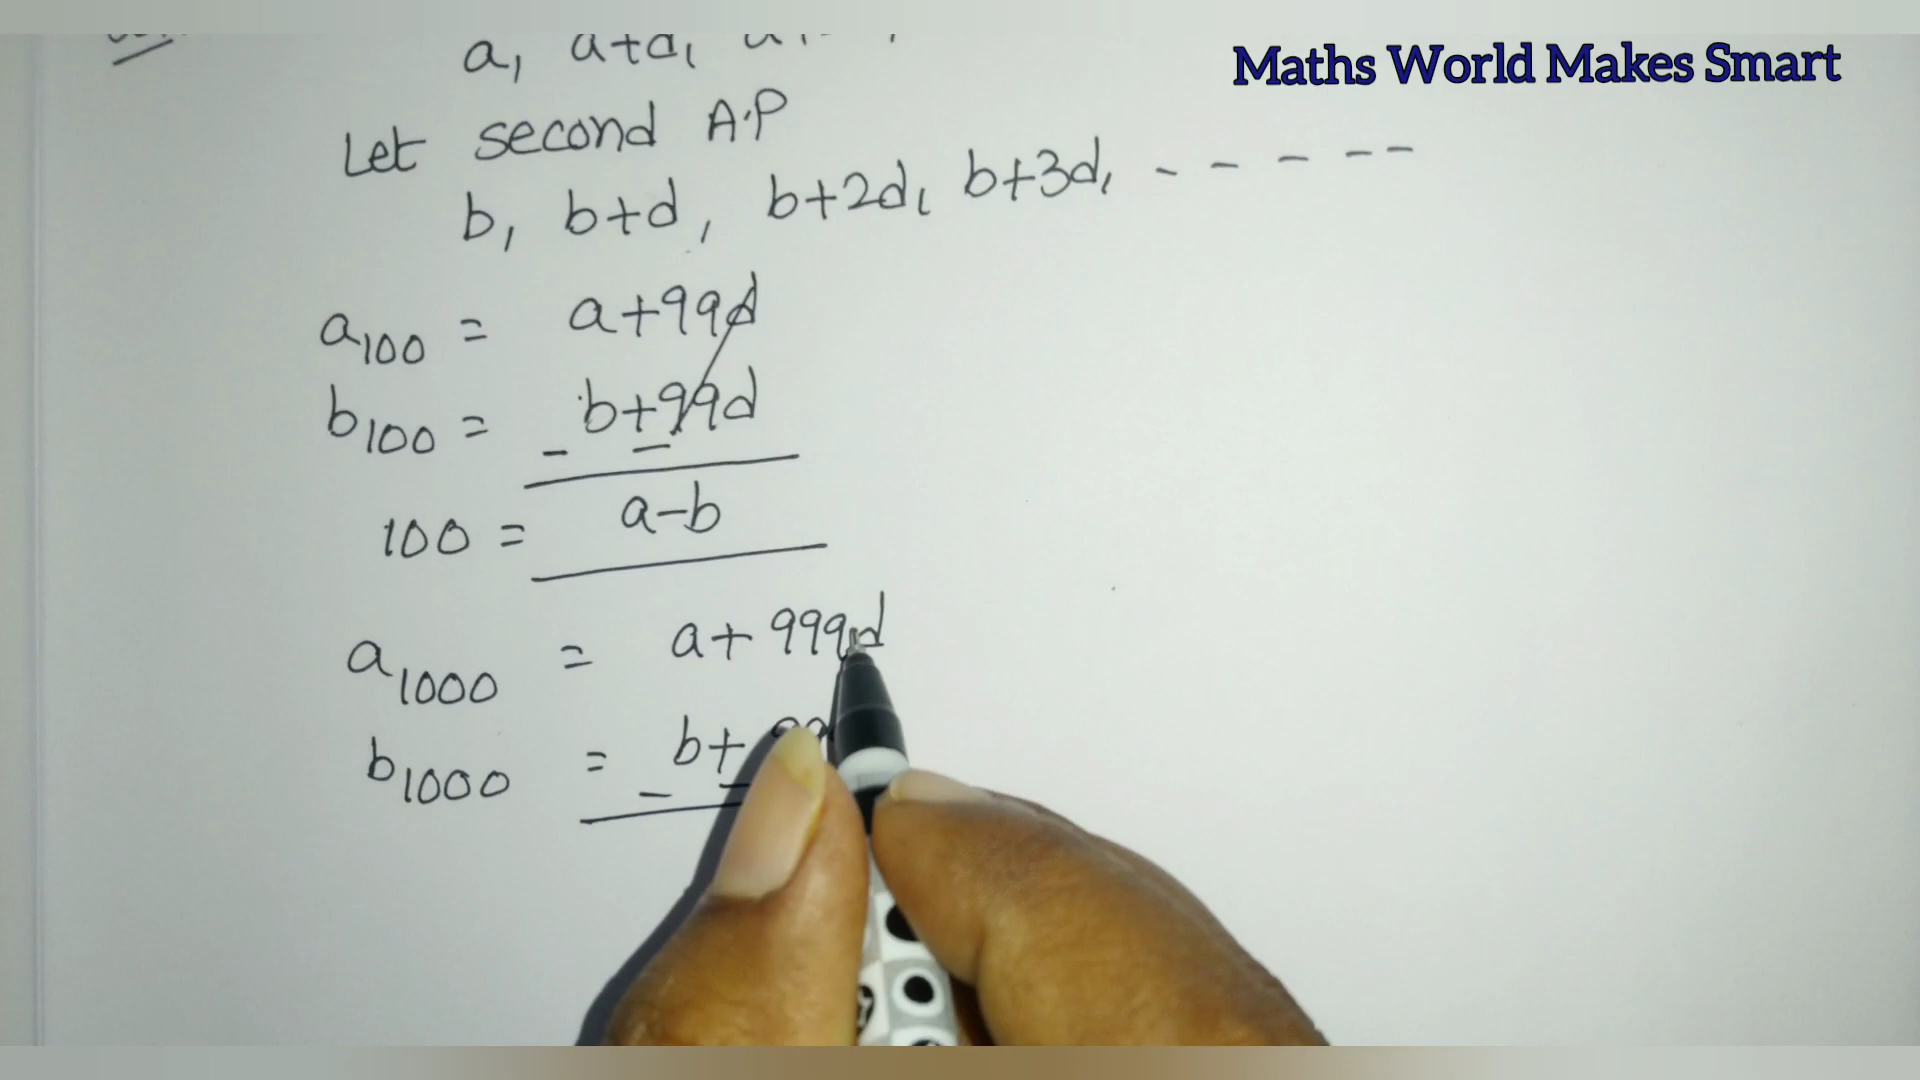 Maths World Makes Smart
a, a+d,
Let second A.P
b, b+d, b+2d, b+3d, - - - - -
a100 = a+99d
b100 = b+99d
- -
100 = a-b
a1000 = a+ 999d
b1000 = b+
- -